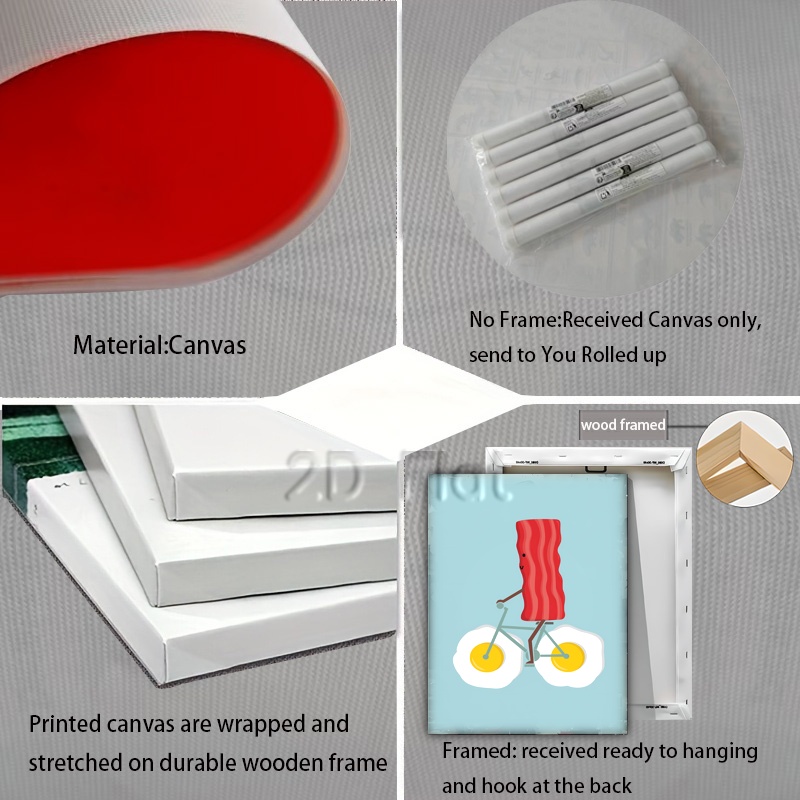 Material:Canvas
No Frame:Received Canvas only,
send to You Rolled up
2D Flat
wood framed
Printed canvas are wrapped and
stretched on durable wooden frame
Framed: received ready to hanging
and hook at the back